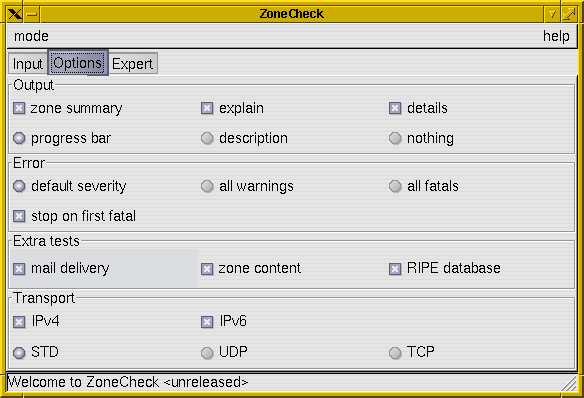 ZoneCheck
mode help
Input Options Expert
Output
zone summary explain details
progress bar description nothing
Error
default severity all warnings all fatals
stop on first fatal
Extra tests
mail delivery zone content RIPE database
Transport
IPv4 IPv6
STD UDP TCP
Welcome to ZoneCheck <unreleased>